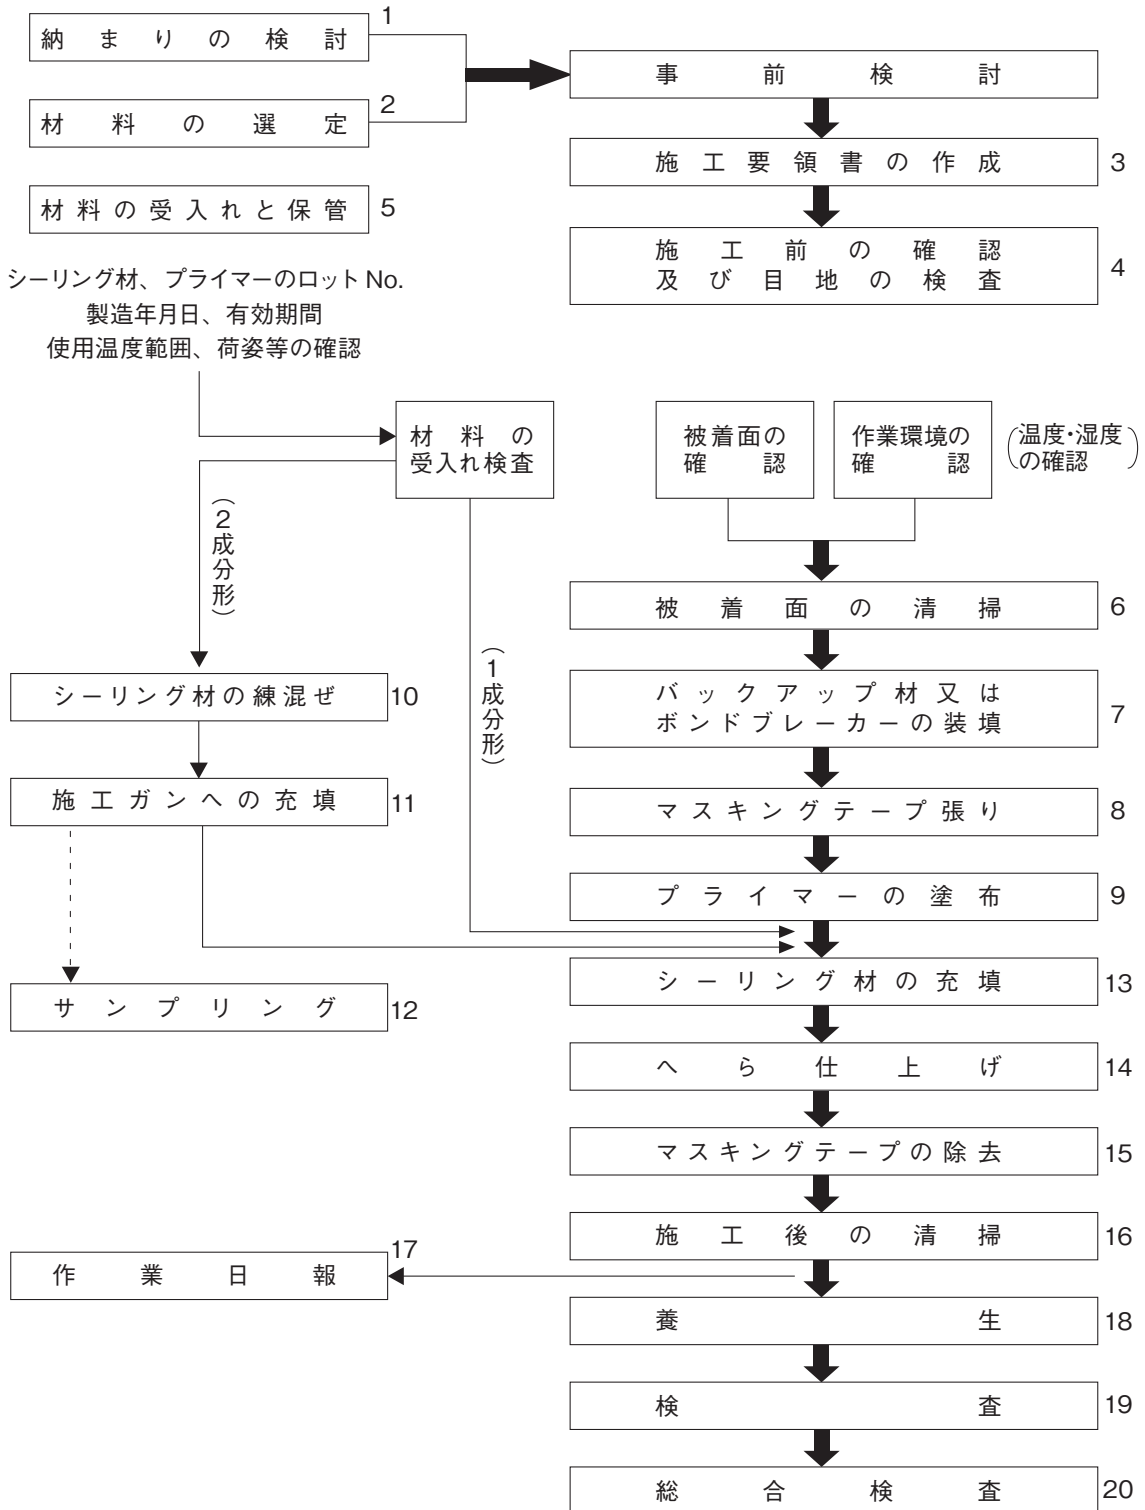 納まりの検討
1
事前検討
材料の選定
2
施工要領書の作成
3
材料の受入れと保管
5
施工前の確認
及び目地の検査
4
シーリング材、プライマーのロット No.
製造年月日、有効期間
使用温度範囲、荷姿等の確認
材料の
受入れ検査
被着面の
確認
作業環境の
確認
(温度・湿度
の確認)
(2成分形)
(1成分形)
被着面の清掃
6
バックアップ材又は
ボンドブレーカーの装填
7
シーリング材の練混ぜ
10
マスキングテープ張り
8
施工ガンへの充填
11
プライマーの塗布
9
シーリング材の充填
13
サンプリング
12
へら仕上げ
14
マスキングテープの除去
15
施工後の清掃
16
作業日報
17
養生
18
検査
19
総合検査
20